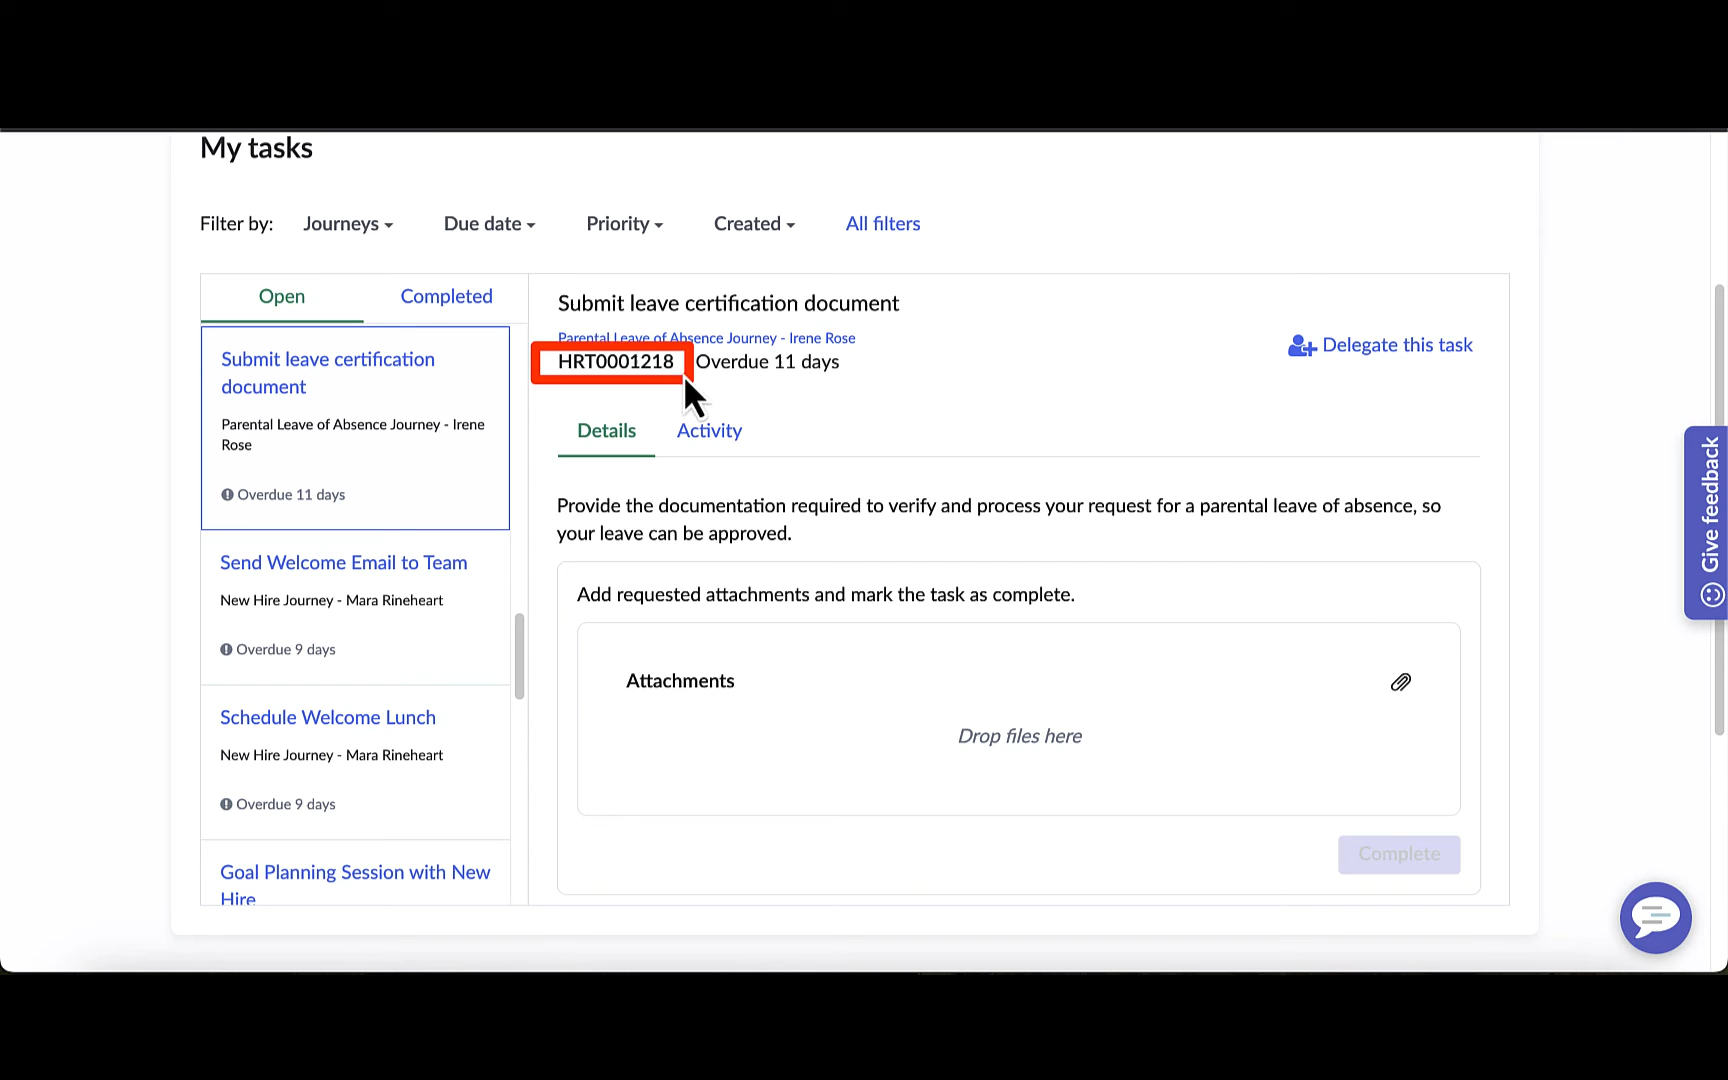 My tasks
Filter by:
Journeys
Due date
Priority
Created
All filters
Open
Completed
Submit leave certification
document
Parental Leave of Absence Journey - Irene
Rose
Overdue 11 days
Send Welcome Email to Team
New Hire Journey - Mara Rineheart
Overdue 9 days
Schedule Welcome Lunch
New Hire Journey - Mara Rineheart
Overdue 9 days
Goal Planning Session with New
Hire
Submit leave certification document
Parental Leave of Absence Journey - Irene Rose
HRT0001218 Overdue 11 days
Delegate this task
Details
Activity
Provide the documentation required to verify and process your request for a parental leave of absence, so
your leave can be approved.
Add requested attachments and mark the task as complete.
Attachments
Drop files here
Complete
Give feedback